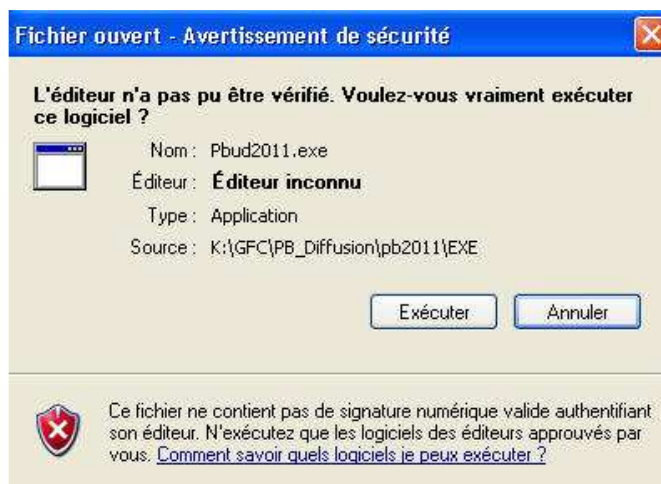 Fichier ouvert - Avertissement de sécurité
L'éditeur n'a pas pu être vérifié. Voulez-vous vraiment exécuter
ce logiciel ?
Nom : Pbud2011.exe
Éditeur : Éditeur inconnu
Type : Application
Source : K:\GFC\PB_Diffusion\pb2011\EXE
Exécuter Annuler
Ce fichier ne contient pas de signature numérique valide authentifiant
son éditeur. N'exécutez que les logiciels des éditeurs approuvés par
vous. Comment savoir quels logiciels je peux exécuter ?